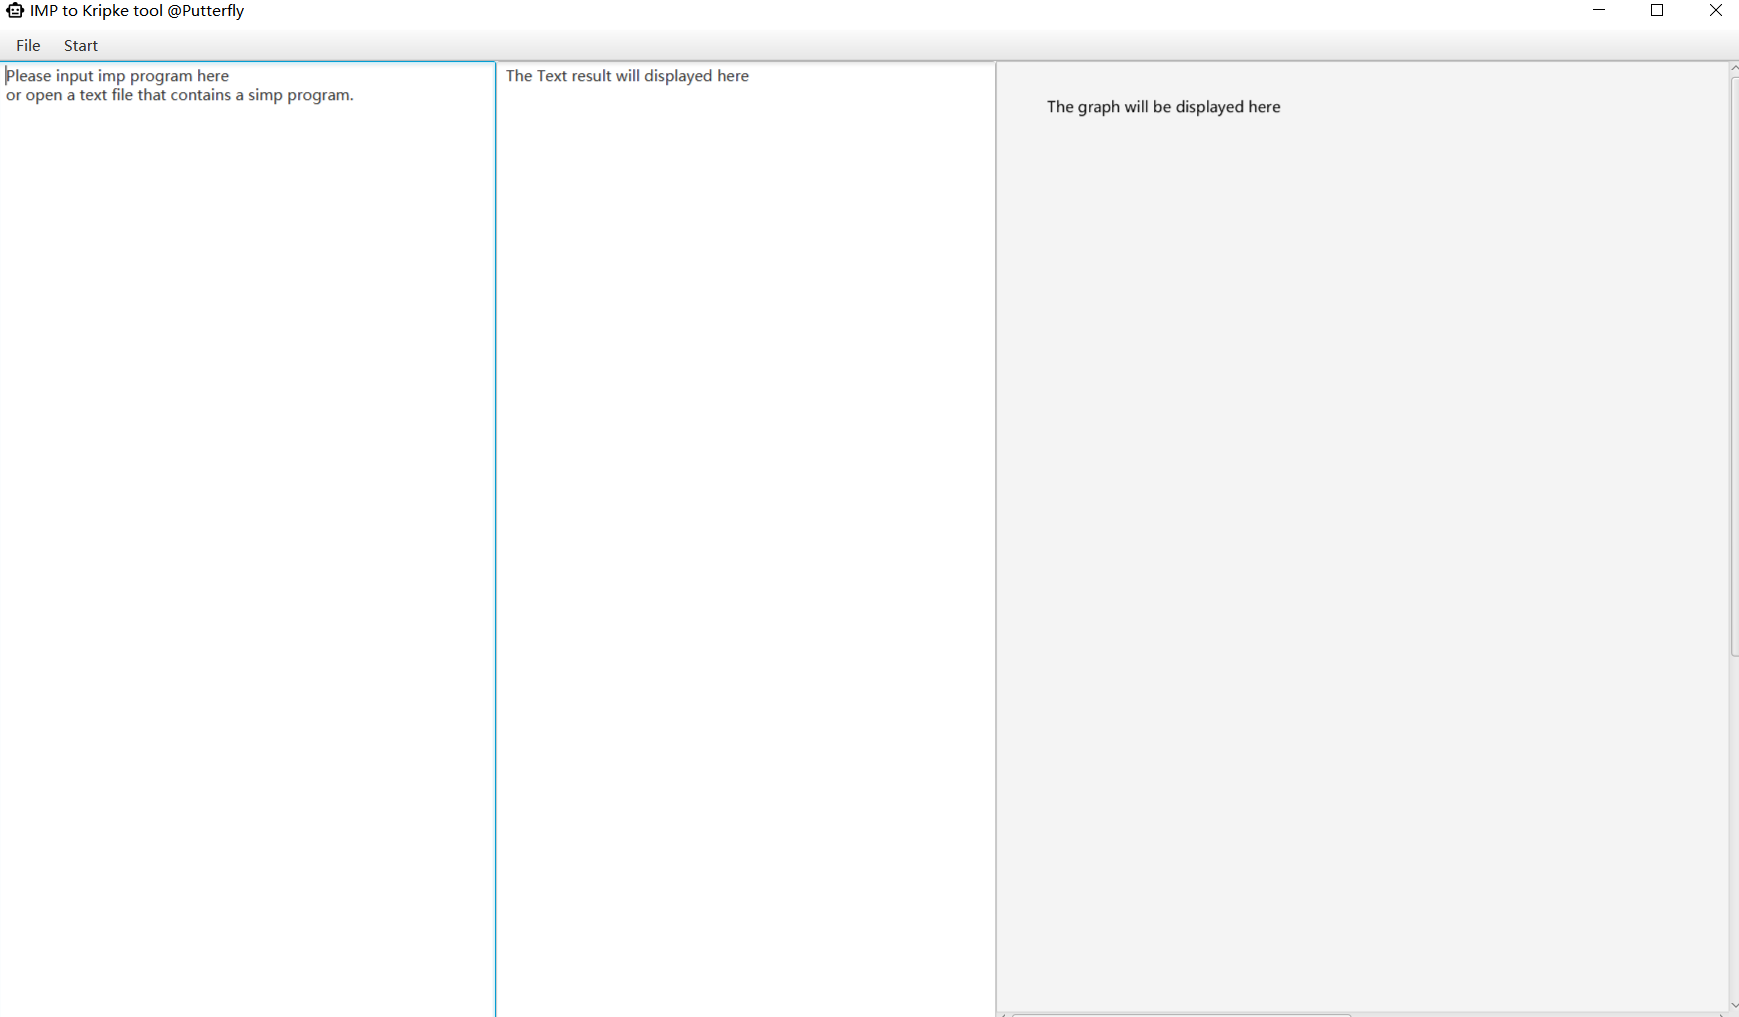 IMP to Kripke tool @Putterfly
File Start
Please input imp program here
or open a text file that contains a simp program.
The Text result will displayed here
The graph will be displayed here